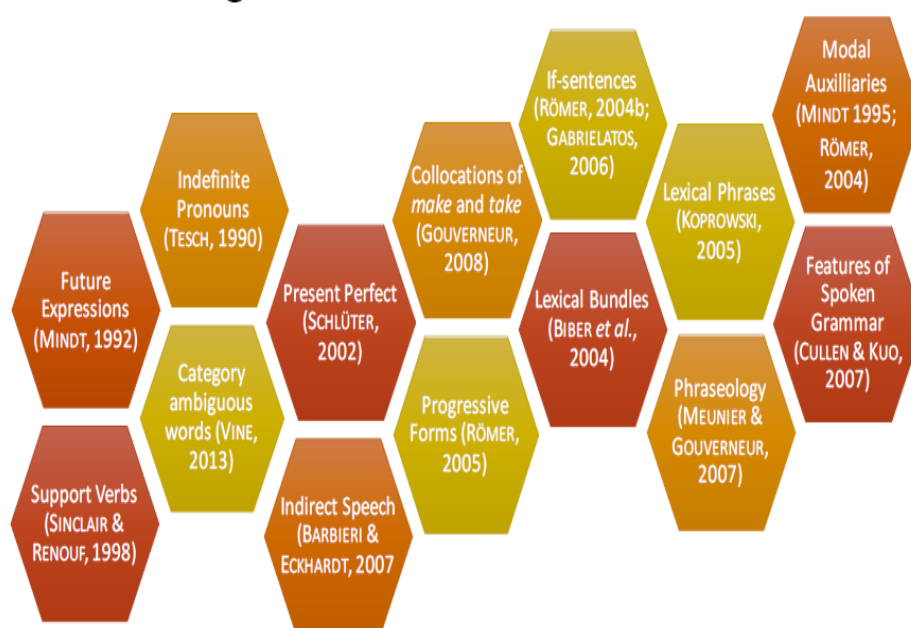 Future
Expressions
(MINDT, 1992)
Support Verbs
(SINCLAIR &
RENOUF, 1998)
Indefinite
Pronouns
(TESCH, 1990)
Category
ambiguous
words (VINE,
2013)
Present Perfect
(SCHLÜTER,
2002)
Indirect Speech
(BARBIERI &
ECKHARDT, 2007
Collocations of
make and take
(GOUVERNEUR,
2008)
Progressive
Forms (RÖMER,
2005)
If-sentences
(RÖMER, 2004b;
GABRIELATOS,
2006)
Lexical Bundles
(BIBER et al.,
2004)
Lexical Phrases
(KOPROWSKI,
2005)
Phraseology
(MEUNIER &
GOUVERNEUR,
2007)
Modal
Auxilliaries
(MINDT 1995;
RÖMER,
2004)
Features of
Spoken
Grammar
(CULLEN & KUO,
2007)